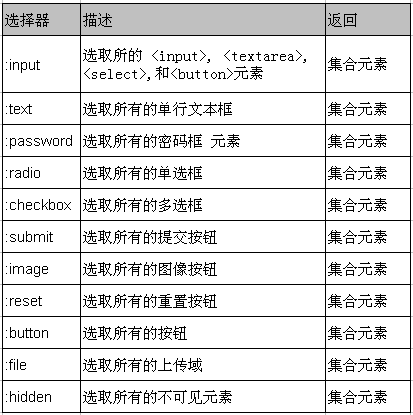 选择器 描述 返回
:input 选取所的 <input>, <textarea>, 集合元素
<select>,和<button>元素
:text 选取所有的单行文本框 集合元素
:password 选取所有的密码框 元素 集合元素
:radio 选取所有的单选框 集合元素
:checkbox 选取所有的多选框 集合元素
:submit 选取所有的提交按钮 集合元素
:image 选取所有的图像按钮 集合元素
:reset 选取所有的重置按钮 集合元素
:button 选取所有的按钮 集合元素
:file 选取所有的上传域 集合元素
:hidden 选取所有的不可见元素 集合元素